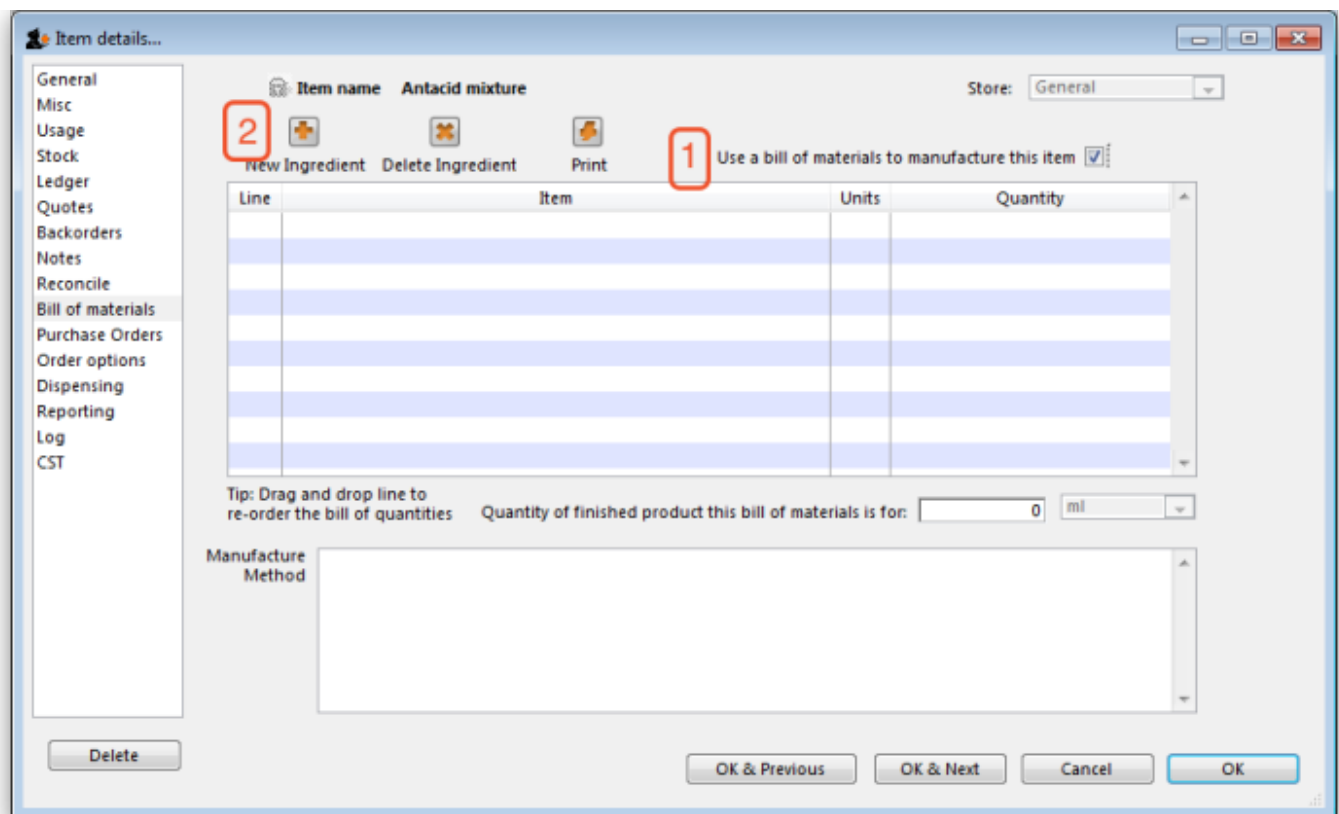 Item details...
General
Misc
Usage
Stock
Ledger
Quotes
Backorders
Notes
Reconcile
Bill of materials
Purchase Orders
Order options
Dispensing
Reporting
Log
CST
Delete
Item name Antacid mixture
Store: General
2
New Ingredient Delete Ingredient Print
1 Use a bill of materials to manufacture this item
Line Item Units Quantity
Tip: Drag and drop line to
re-order the bill of quantities
Quantity of finished product this bill of materials is for: 0 ml
Manufacture
Method
OK & Previous OK & Next Cancel OK